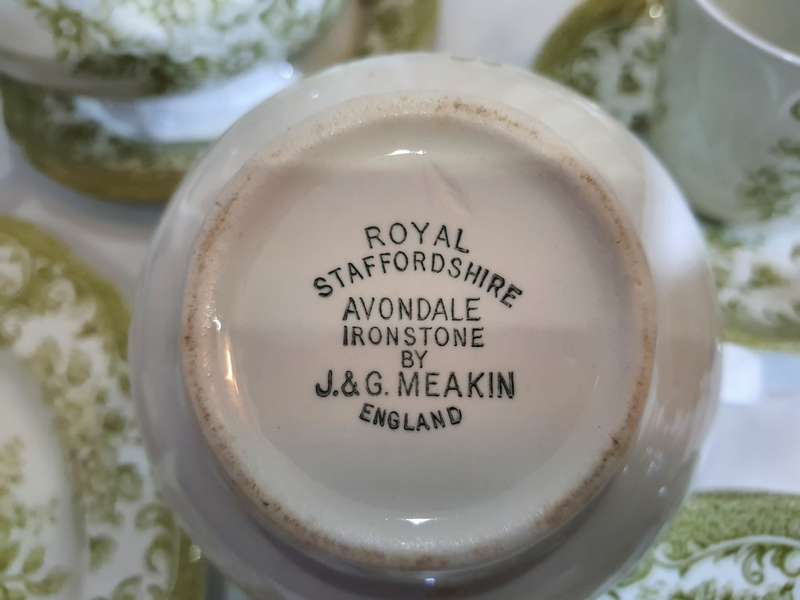 ROYAL
STAFFORDSHIRE
AVONDALE
IRONSTONE
BY
J.&G. MEAKIN
ENGLAND